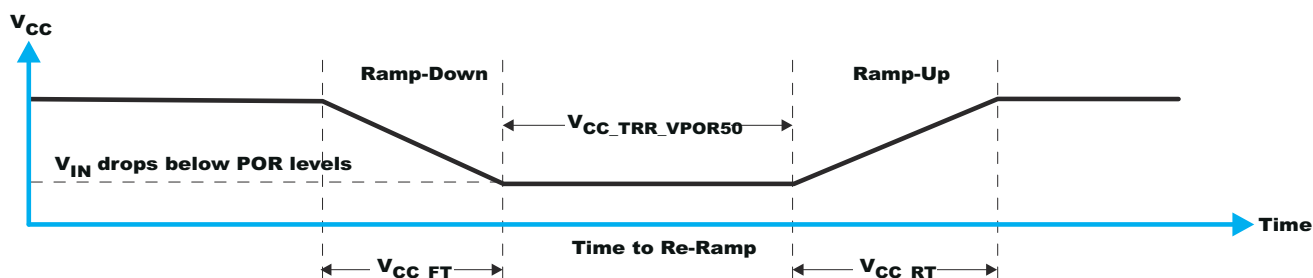 VCC
Ramp-Down
Ramp-Up
VCC_TRR_VPOR50
VIN drops below POR levels
Time
Time to Re-Ramp
VCC_FT
VCC_RT